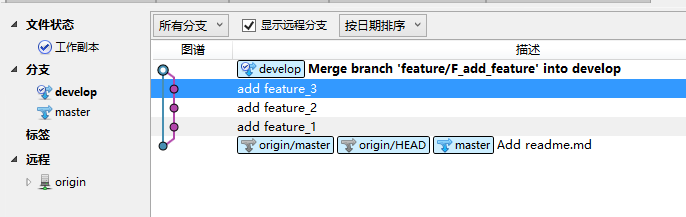 文件状态
工作副本
分支
develop
master
标签
远程
origin
所有分支 显示远程分支 按日期排序
图谱 描述
develop Merge branch 'feature/F_add_feature' into develop
add feature_3
add feature_2
add feature_1
origin/master origin/HEAD master Add readme.md